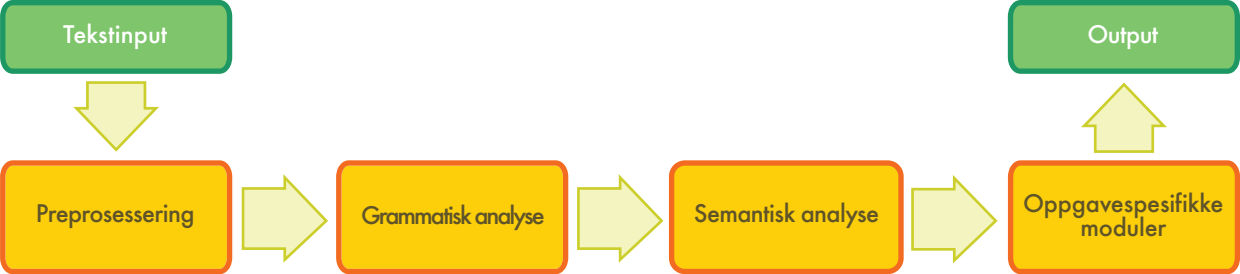 Tekstinput
Output
Preprosessering
Grammatisk analyse
Semantisk analyse
Oppgavespesifikke
moduler